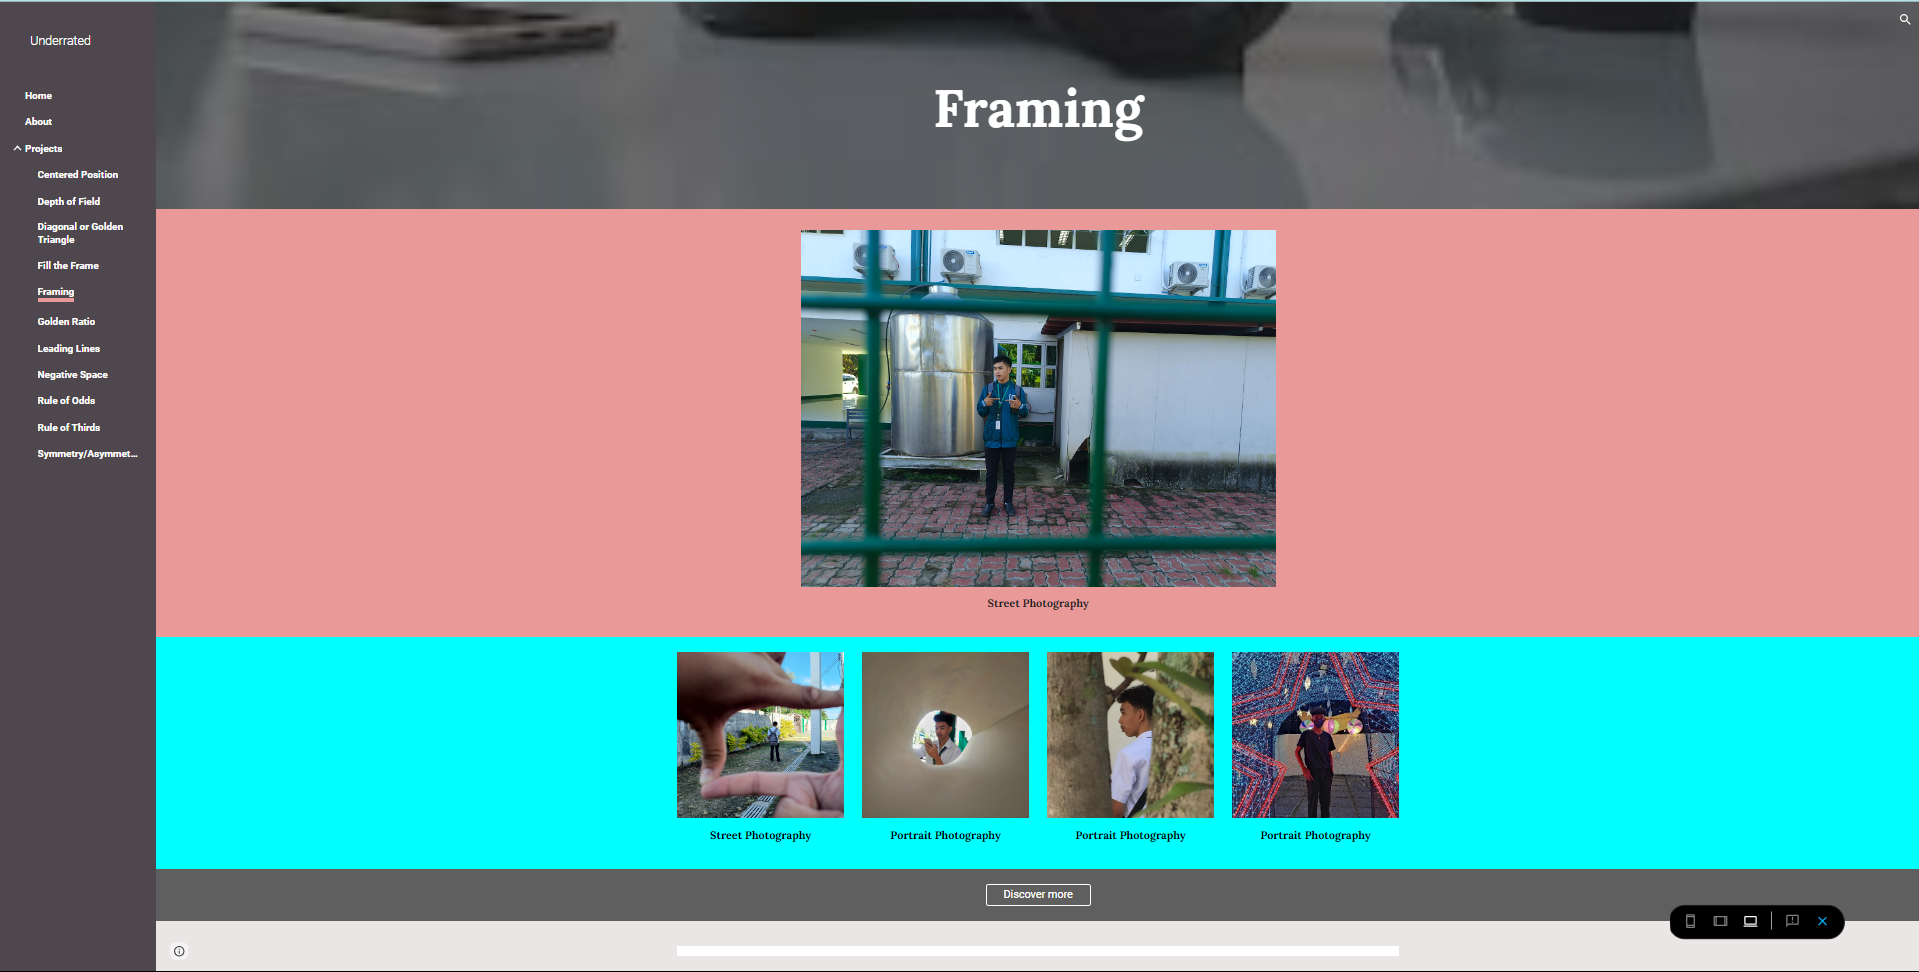 Underrated
Home
About
Projects
Centered Position
Depth of Field
Diagonal or Golden
Triangle
Fill the Frame
Framing
Golden Ratio
Leading Lines
Negative Space
Rule of Odds
Rule of Thirds
Symmetry/Asymmet...
Framing
Street Photography
Street Photography
Portrait Photography
Portrait Photography
Portrait Photography
Discover more